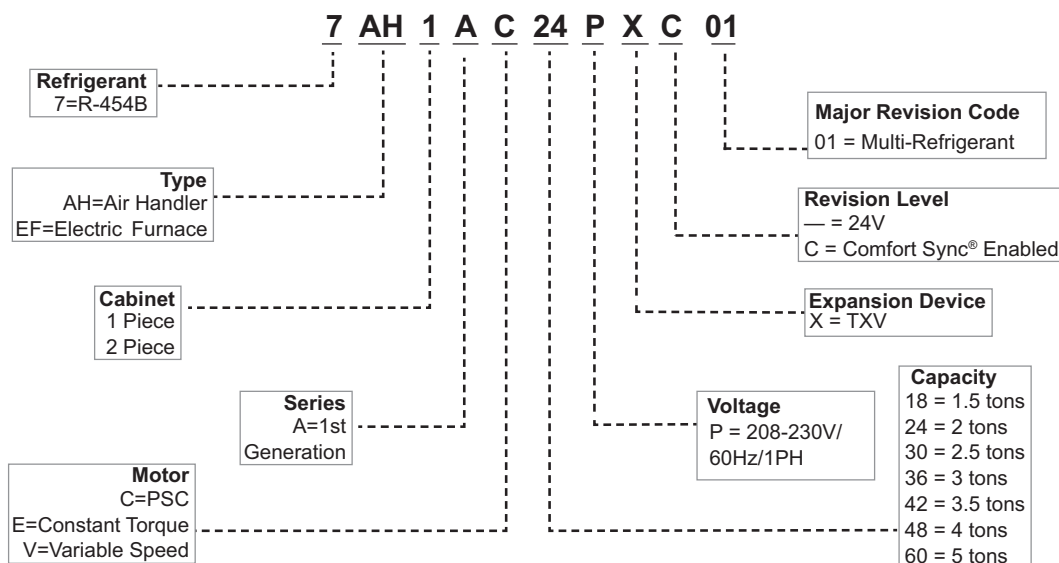 7 AH 1 A C 24 P X C 01
Refrigerant
7=R-454B
Type
AH=Air Handler
EF=Electric Furnace
Cabinet
1 Piece
2 Piece
Series
A=1st
Generation
Motor
C=PSC
E=Constant Torque
V=Variable Speed
Major Revision Code
01 = Multi-Refrigerant
Revision Level
— = 24V
C = Comfort Sync® Enabled
Expansion Device
X = TXV
Voltage
P = 208-230V/
60Hz/1PH
Capacity
18 = 1.5 tons
24 = 2 tons
30 = 2.5 tons
36 = 3 tons
42 = 3.5 tons
48 = 4 tons
60 = 5 tons